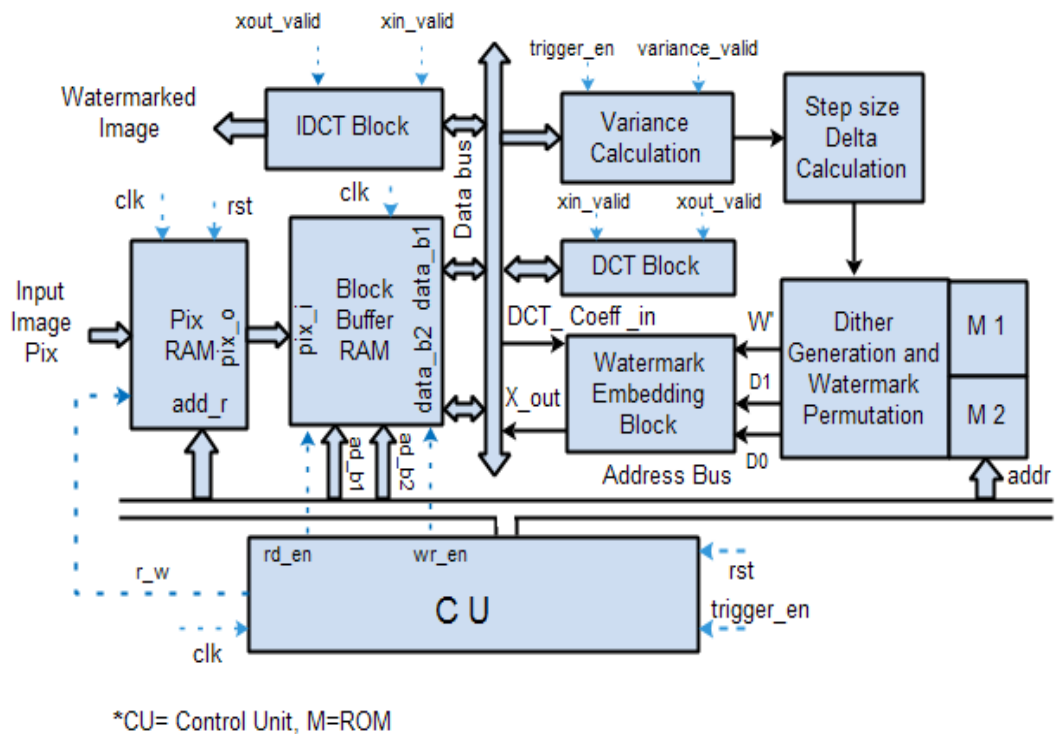 xout_valid
xin_valid
trigger_en
variance_valid
Watermarked
Image
IDCT Block
Variance
Calculation
Step size
Delta
Calculation
Data bus
clk
rst
clk
xin_valid
xout_valid
DCT Block
Input
Image
Pix
Pix
RAM
pix_o
add_r
pix_i
Block
Buffer
RAM
data_b1
data_b2
DCT_ Coeff _in
X_out
Watermark
Embedding
Block
W'
D1
D0
Dither
Generation and
Watermark
Permutation
M 1
M 2
ad_b1
ad_b2
Address Bus
addr
rd_en
wr_en
r_w
C U
rst
trigger_en
clk
*CU= Control Unit, M=ROM